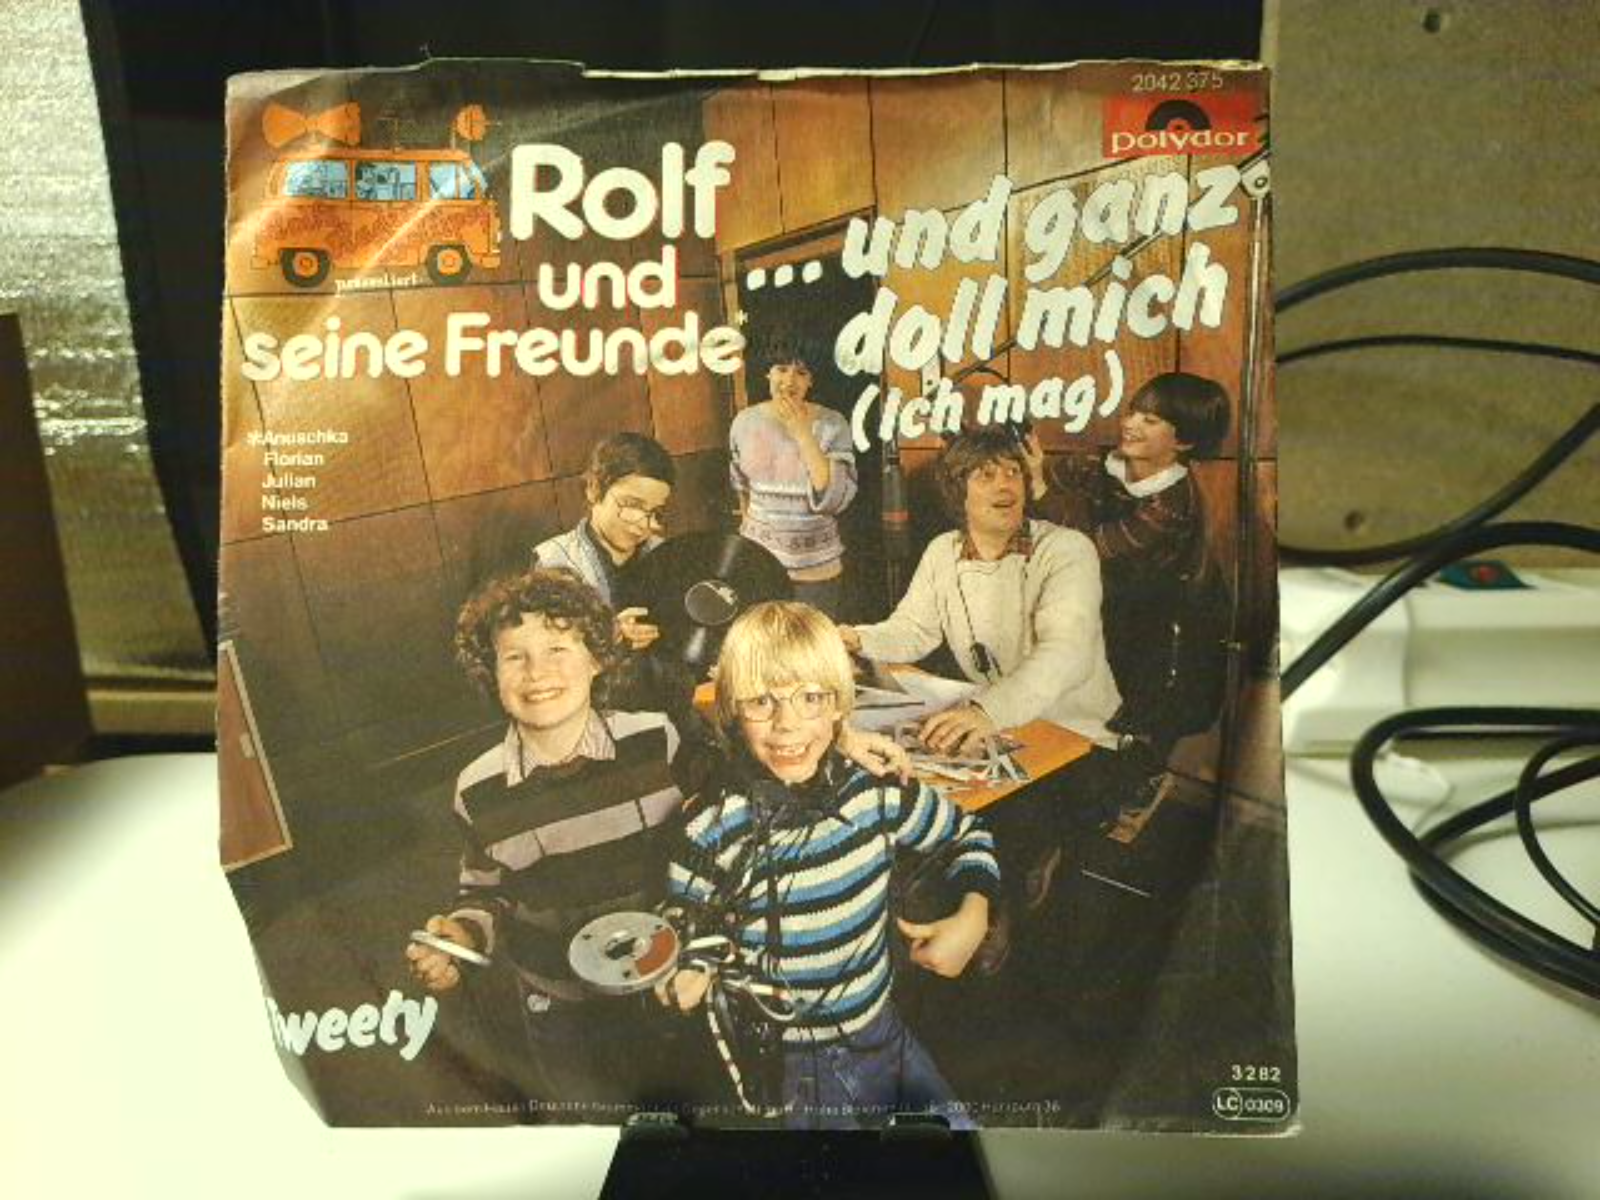 2042 375
polydor
präsentiert
Rolf
und
seine Freunde*
... und ganz
doll mich
(ich mag)
*Anuschka
Florian
Julian
Niels
Sandra
weety
3282
LC 0309